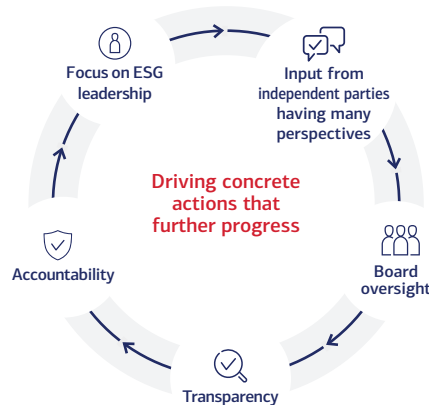 Focus on ESG
leadership
Input from
independent parties
having many
perspectives
Driving concrete
actions that
further progress
Accountability
Board
oversight
Transparency